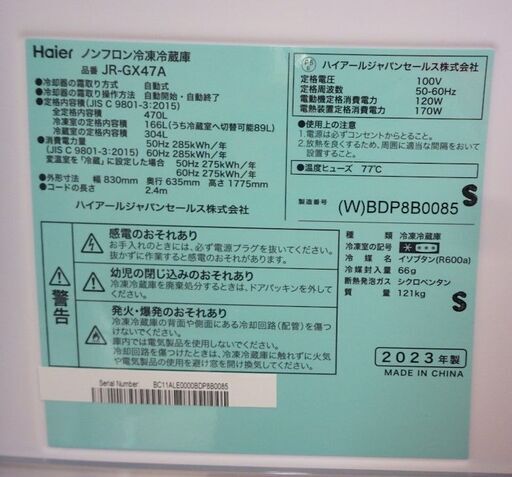 Haier ノンフロン冷凍冷蔵庫
品番 JR-GX47A
●冷却器の霜取り方式 自動式
●冷却器の霜取り操作方法 自動開始・自動終了
●定格内容積(JIS C 9801-3:2015)
全定格内容積 470L
冷凍室の定格内容積 166L(うち冷蔵室へ切替可能89L)
冷蔵室の定格内容積 304L
●消費電力量 50Hz 285kWh/年
(JIS C 9801-3:2015) 60Hz 285kWh/年
変温室を「冷蔵」に設定した場合 50Hz 275kWh/年
60Hz 275kWh/年
●外形寸法 幅 830mm 奥行 635mm 高さ 1775mm
●コードの長さ 2.4m
ハイアールジャパンセールス株式会社
ハイアールジャパンセールス株式会社
定格電圧 100V
定格周波数 50-60Hz
電動機定格消費電力 120W
電熱装置定格消費電力 170W
●使用上の注意
1.電源は必ずコンセントからとること。
2.放熱を良くするため、周囲に適当な間隔をおいて
設置すること。
●温度ヒューズ 77℃
S
製造番号 (W)BDP8B0085
警告
感電のおそれあり
お手入れのときには、必ず電源プラグを抜いてください。
抜かずに作業すると、感電するおそれがあります。
幼児の閉じ込めのおそれあり
冷凍冷蔵庫を廃棄処分するときは、ドアパッキンを外してください。
発火・爆発のおそれあり
冷凍冷蔵庫の背面や側面にある冷却回路(配管)を傷つ
けないでください。
庫内では電気製品を使用しないでください。
冷却回路を傷つけたときは、冷凍冷蔵庫に触れずに火気
や電気製品の使用を避け窓を開け換気してください。
種類 冷凍冷蔵庫
冷凍室の記号
冷媒 イソブタン(R600a)
冷媒封入量 66g
断熱発泡ガス シクロペンタン
質量 121kg
S
2023年製
MADE IN CHINA
Serial Number BC11ALE0000BDP8B0085